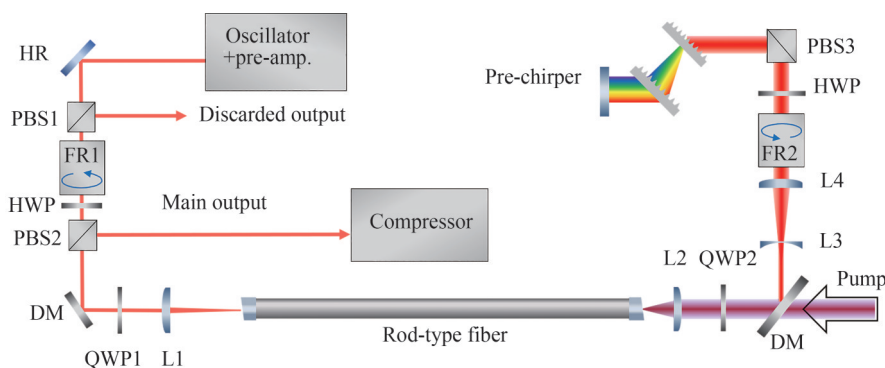 HR
Oscillator
+pre-amp.
PBS1
Discarded output
FR1
HWP
Main output
PBS2
Compressor
DM
QWP1
L1
Rod-type fiber
Pre-chirper
PBS3
HWP
FR2
L4
L3
L2
QWP2
Pump
DM